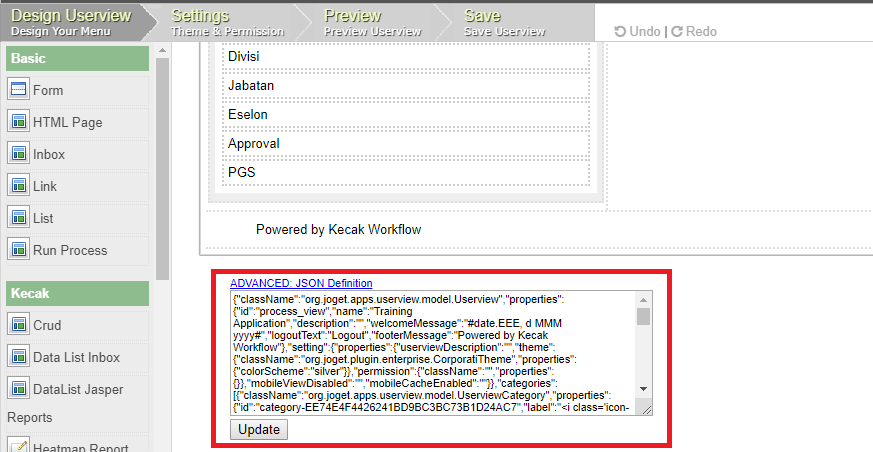 Design Userview
Design Your Menu
Settings
Theme & Permission
Preview
Preview Userview
Save
Save Userview
Undo | Redo
Basic
Form
HTML Page
Inbox
Link
List
Run Process
Kecak
Crud
Data List Inbox
DataList Jasper
Reports
Heatmap Report
Divisi
Jabatan
Eselon
Approval
PGS
Powered by Kecak Workflow
ADVANCED: JSON Definition
{"className":"org.joget.apps.userview.model.Userview","properties":
{"id":"process_view","name":"Training
Application","description":"","welcomeMessage":"#date.EEE, d MMM
yyyy#","logoutText":"Logout","footerMessage":"Powered by Kecak
Workflow"},"setting":{"properties":{"userviewDescription":"","theme":
{"className":"org.joget.plugin.enterprise.CorporatiTheme","properties":
{"colorScheme":"silver"}},"permission":{"className":"","properties":
{}},"mobileViewDisabled":"","mobileCacheEnabled":""}},"categories":
[{"className":"org.joget.apps.userview.model.UserviewCategory","properties":
{"id":"category-EE74E4F4426241BD9BC3BC73B1D24AC7","label":"<i class='icon-
Update